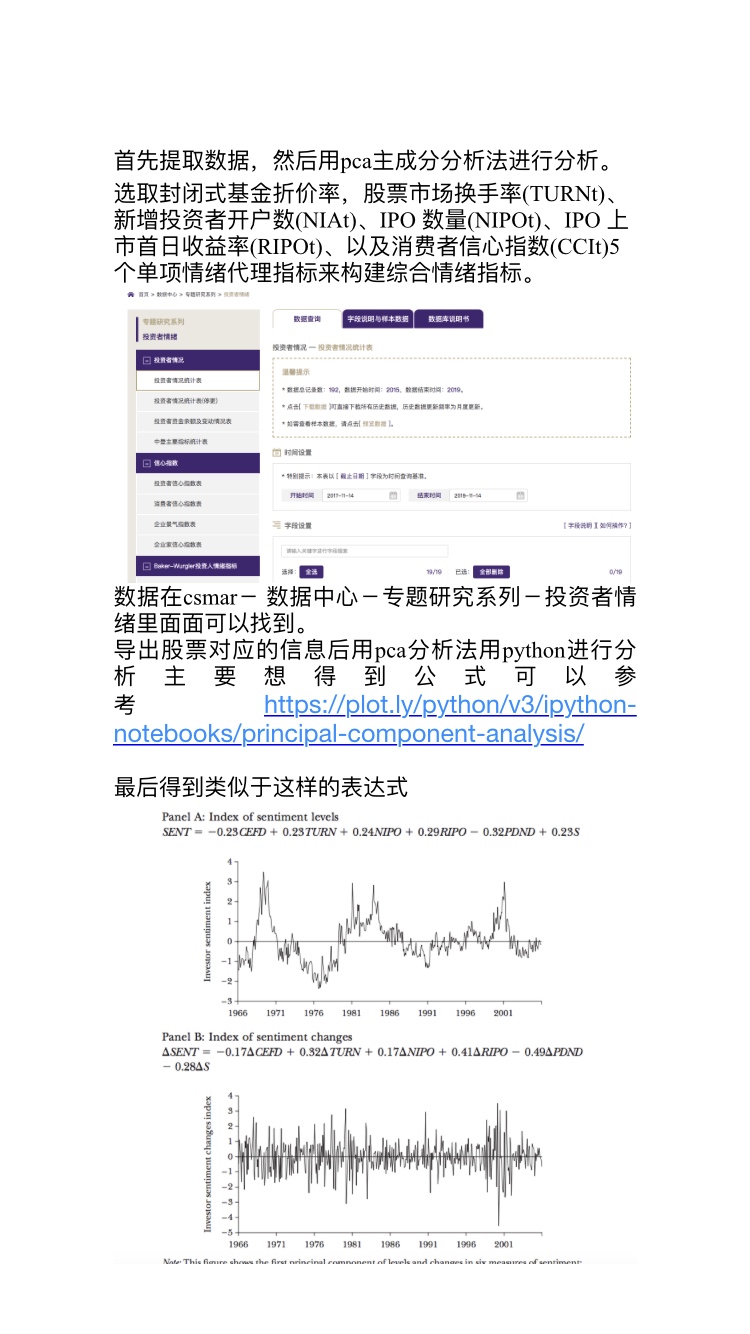 首先提取数据，然后用pca主成分分析法进行分析。
选取封闭式基金折价率，股票市场换手率(TURNt)、
新增投资者开户数(NIAt)、IPO 数量(NIPOt)、IPO 上
市首日收益率(RIPOt)、以及消费者信心指数(CCIt)5
个单项情绪代理指标来构建综合情绪指标。
首页 > 数据中心 > 专题研究系列 > 投资者情绪
专题研究系列
投资者情绪
投资者情况
投资者情况统计表
投资者情况统计表(停更)
投资者资金余额及变动情况表
中登主要指标统计表
信心指数
投资者信心指数表
消费者信心指数表
企业景气指数表
企业家信心指数表
Baker-Wurgler投资人情绪指标
数据查询 字段说明与样本数据 数据库说明书
投资者情况 — 投资者情况统计表
温馨提示
* 数据总记录数：192，数据开始时间：2015，数据结束时间：2019。
* 点击[ 下载数据 ]可直接下载所有历史数据，历史数据更新频率为月度更新。
* 如需查看样本数据，请点击[ 预览数据 ]。
时间设置
* 特别提示：本表以 [ 截止日期 ] 字段为时间查询基准。
开始时间 2017-11-14 结束时间 2019-11-14
字段设置 [ 字段说明 ][ 如何操作? ]
请输入关键字进行字段搜索
选择： 全选 19/19 已选： 全部删除 0/19
数据在csmar－ 数据中心－专题研究系列－投资者情
绪里面面可以找到。
导出股票对应的信息后用pca分析法用python进行分
析主要想得到公式可以参
考 https://plot.ly/python/v3/ipython-
notebooks/principal-component-analysis/
最后得到类似于这样的表达式
Panel A: Index of sentiment levels
SENT = −0.23CEFD + 0.23TURN + 0.24NIPO + 0.29RIPO − 0.32PDND + 0.23S
Investor sentiment index
4
3
2
1
0
−1
−2
−3
1966 1971 1976 1981 1986 1991 1996 2001
Panel B: Index of sentiment changes
ΔSENT = −0.17ΔCEFD + 0.32ΔTURN + 0.17ΔNIPO + 0.41ΔRIPO − 0.49ΔPDND
− 0.28ΔS
Investor sentiment changes index
4
3
2
1
0
−1
−2
−3
−4
−5
1966 1971 1976 1981 1986 1991 1996 2001
Note: This figure shows the first principal component of levels and changes in six measures of sentiment: